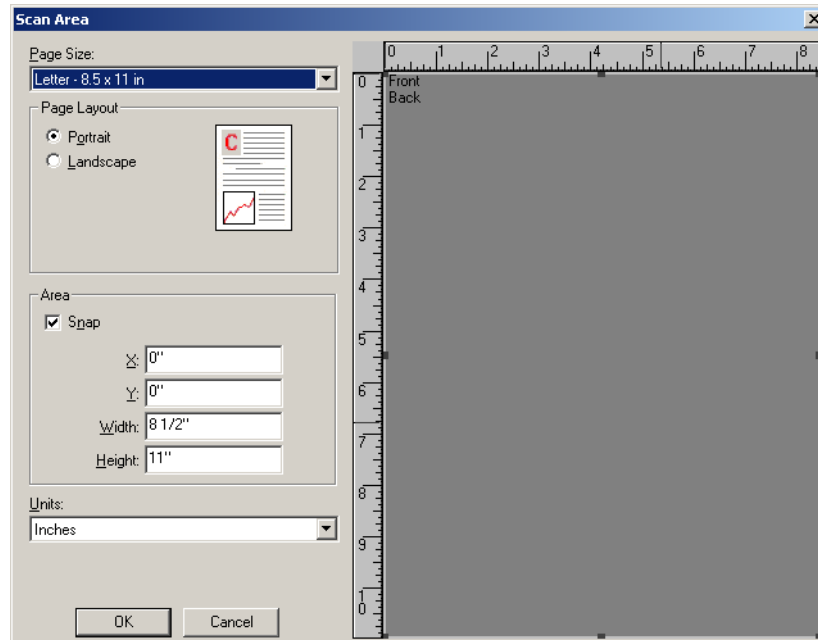 Scan Area
Page Size:
Letter - 8.5 x 11 in
Page Layout
Portrait
Landscape
C
Area
Snap
X: 0"
Y: 0"
Width: 8 1/2"
Height: 11"
Units:
Inches
OK Cancel
0 1 2 3 4 5 6 7 8
Front
Back
0
1
2
3
4
5
6
7
8
9
10